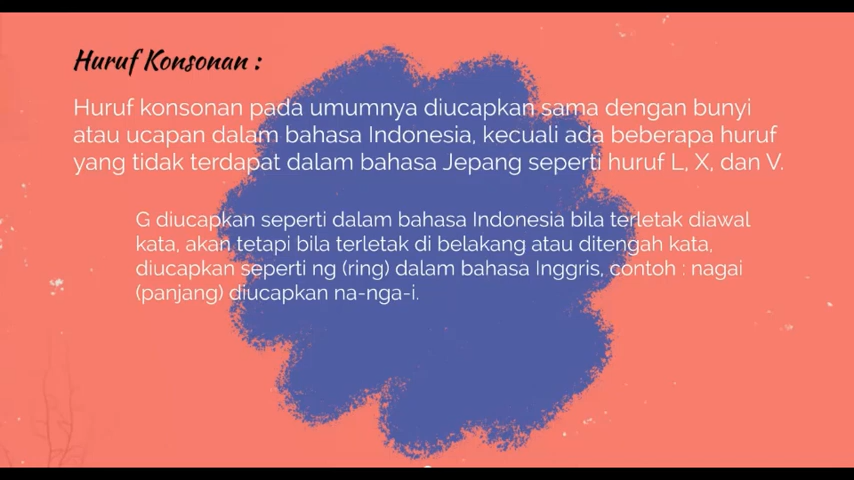 Huruf Konsonan :
Huruf konsonan pada umumnya diucapkan sama dengan bunyi
atau ucapan dalam bahasa Indonesia, kecuali ada beberapa huruf
yang tidak terdapat dalam bahasa Jepang seperti huruf L, X, dan V.
G diucapkan seperti dalam bahasa Indonesia bila terletak diawal
kata, akan tetapi bila terletak di belakang atau ditengah kata,
diucapkan seperti ng (ring) dalam bahasa Inggris, contoh : nagai
(panjang) diucapkan na-nga-i.